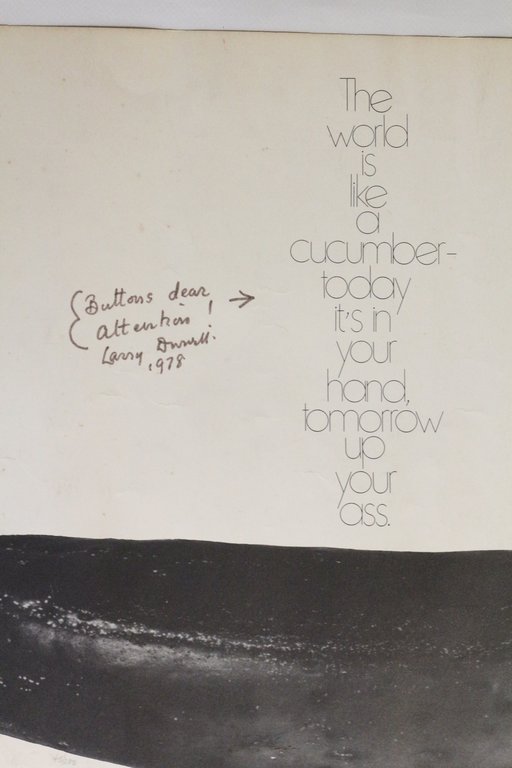 The
world
is
like
a
cucumber-
today
it's in
your
hand,
tomorrow
up
your
ass.
Buttons dear
attention! →
Larry Durrell.
1978